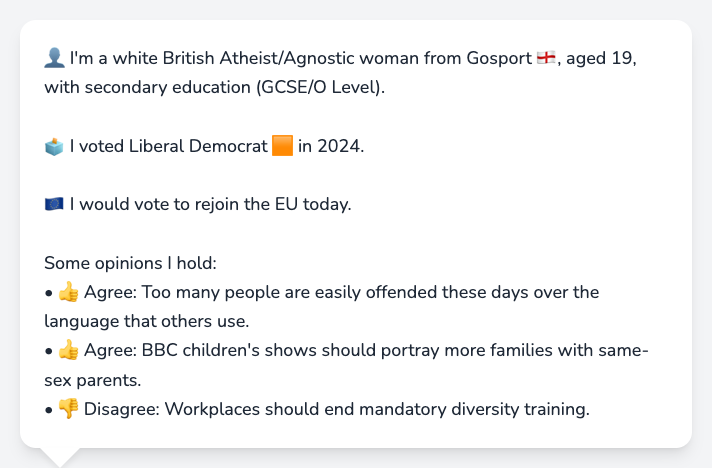 👤 I'm a white British Atheist/Agnostic woman from Gosport 🏴󠁧󠁢󠁥󠁮󠁧󠁿, aged 19,
with secondary education (GCSE/O Level).
🗳️ I voted Liberal Democrat 🟧 in 2024.
🇪🇺 I would vote to rejoin the EU today.
Some opinions I hold:
• 👍 Agree: Too many people are easily offended these days over the
language that others use.
• 👍 Agree: BBC children's shows should portray more families with same-
sex parents.
• 👎 Disagree: Workplaces should end mandatory diversity training.